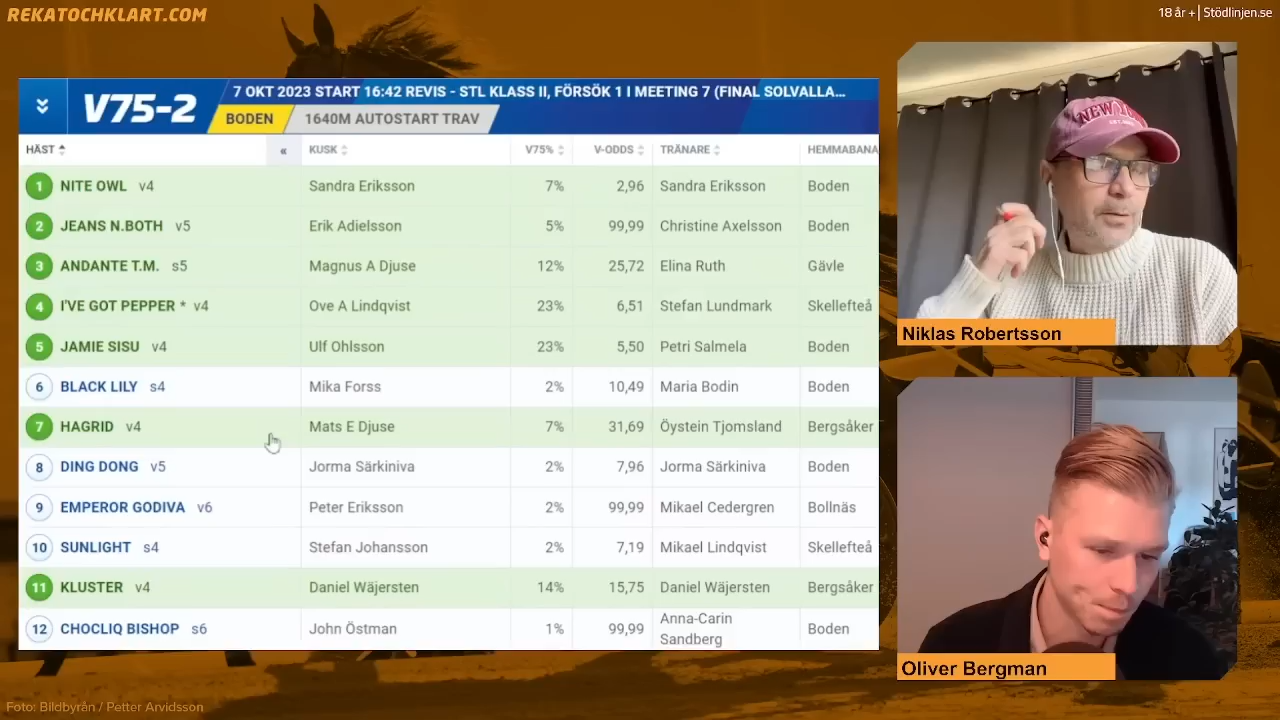 REKATOCHKLART.COM
18 år + | Stödlinjen.se
V75-2
7 OKT 2023 START 16:42 REVIS - STL KLASS II, FÖRSÖK 1 I MEETING 7 (FINAL SOLVALLA...
BODEN 1640M AUTOSTART TRAV
HÄST « KUSK V75% V-ODDS TRÄNARE HEMMABANA
1 NITE OWL v4 Sandra Eriksson 7% 2,96 Sandra Eriksson Boden
2 JEANS N.BOTH v5 Erik Adielsson 5% 99,99 Christine Axelsson Boden
3 ANDANTE T.M. s5 Magnus A Djuse 12% 25,72 Elina Ruth Gävle
4 I'VE GOT PEPPER * v4 Ove A Lindqvist 23% 6,51 Stefan Lundmark Skellefteå
5 JAMIE SISU v4 Ulf Ohlsson 23% 5,50 Petri Salmela Boden
6 BLACK LILY s4 Mika Forss 2% 10,49 Maria Bodin Boden
7 HAGRID v4 Mats E Djuse 7% 31,69 Öystein Tjomsland Bergsåker
8 DING DONG v5 Jorma Särkiniva 2% 7,96 Jorma Särkiniva Boden
9 EMPEROR GODIVA v6 Peter Eriksson 2% 99,99 Mikael Cedergren Bollnäs
10 SUNLIGHT s4 Stefan Johansson 2% 7,19 Mikael Lindqvist Skellefteå
11 KLUSTER v4 Daniel Wäjersten 14% 15,75 Daniel Wäjersten Bergsåker
12 CHOCLIQ BISHOP s6 John Östman 1% 99,99 Anna-Carin Sandberg Boden
NEW YORK
Niklas Robertsson
Oliver Bergman
Foto: Bildbyrån / Petter Arvidsson